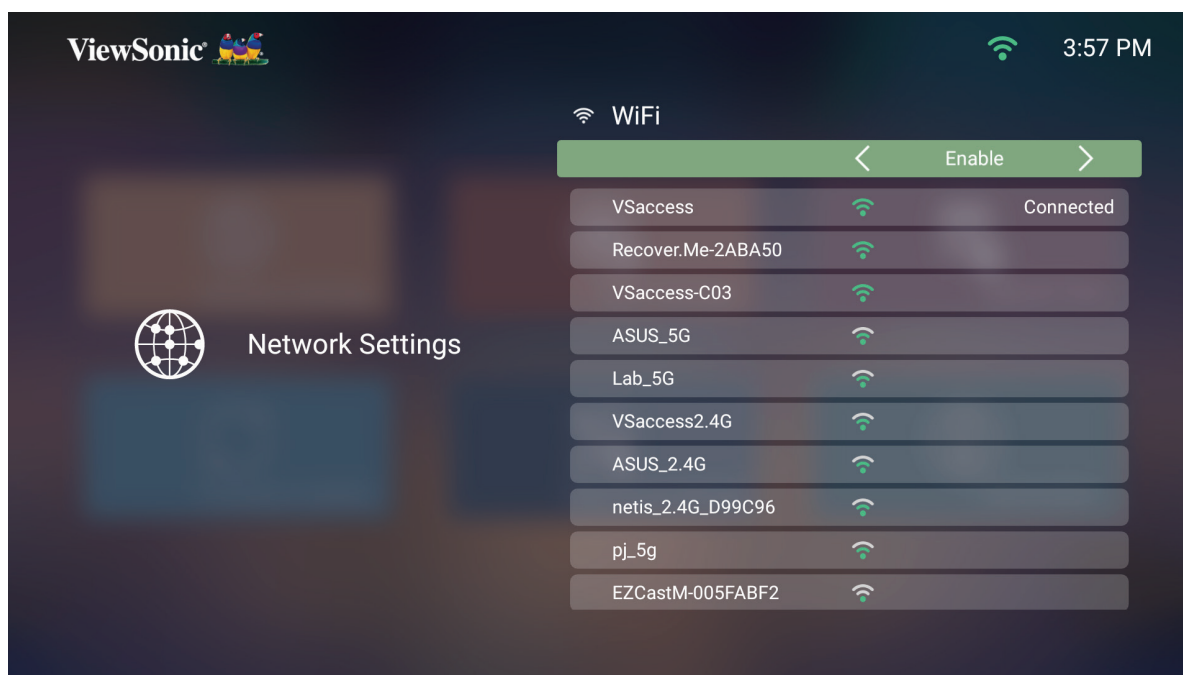 ViewSonic®
3:57 PM
WiFi
Enable
VSaccess Connected
Recover.Me-2ABA50
VSaccess-C03
ASUS_5G
Network Settings
Lab_5G
VSaccess2.4G
ASUS_2.4G
netis_2.4G_D99C96
pj_5g
EZCastM-005FABF2